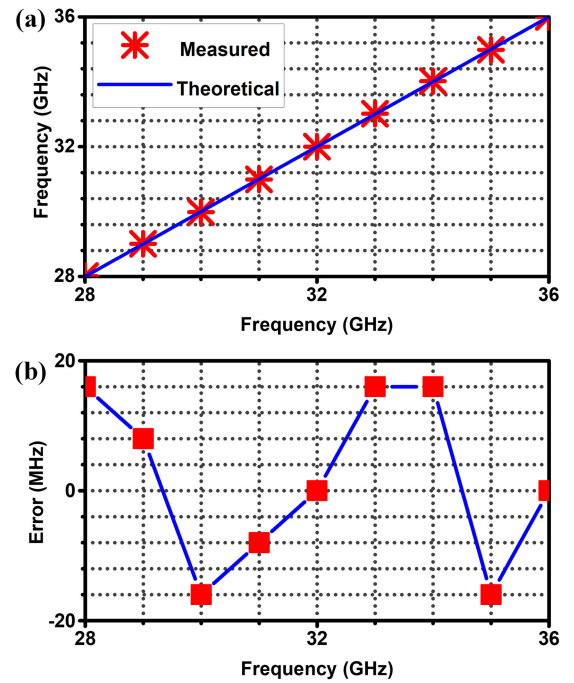 (a)
36
Measured
Theoretical
Frequency (GHz)
32
28
28 32 36
Frequency (GHz)
(b)
20
Error (MHz)
0
-20
28 32 36
Frequency (GHz)